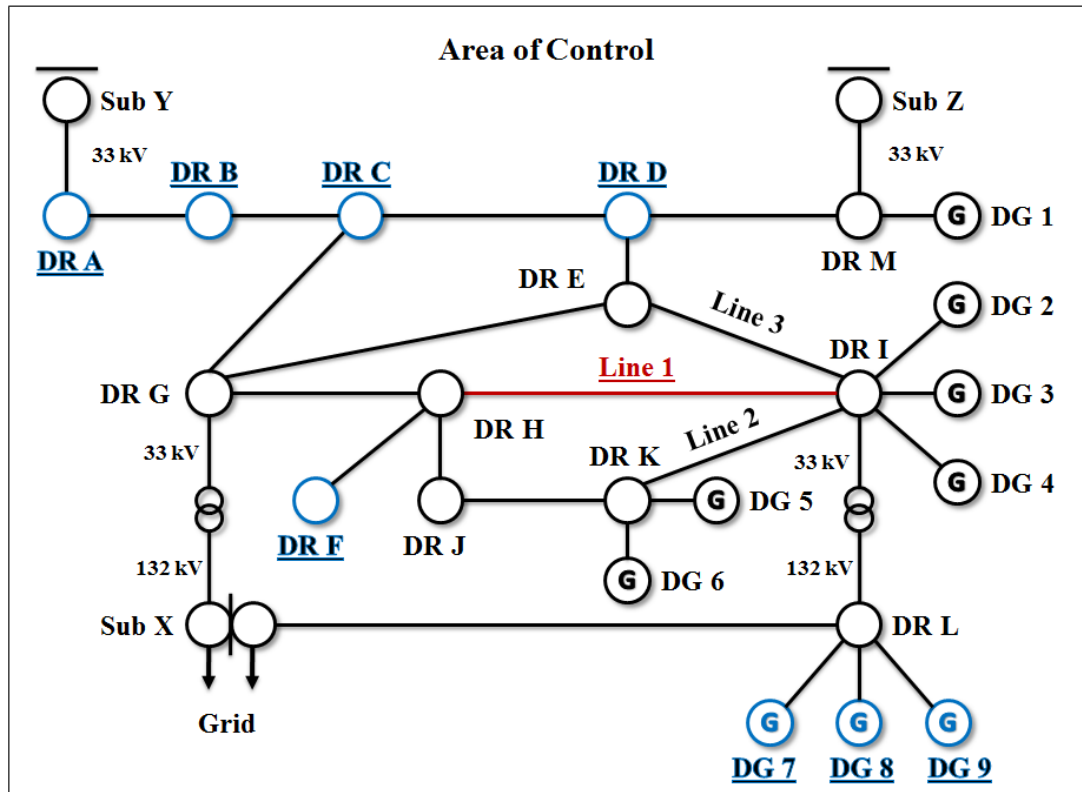 Area of Control
Sub Y
Sub Z
33 kV
33 kV
DR B
DR C
DR D
DG 1
DR A
DR M
DR E
Line 3
DG 2
DR I
Line 1
DR G
DG 3
DR H
Line 2
33 kV
DR K
33 kV
DG 4
DG 5
DR F
DR J
132 kV
132 kV
DG 6
Sub X
DR L
Grid
DG 7
DG 8
DG 9
G
G
G
G
G
G
G
G
G